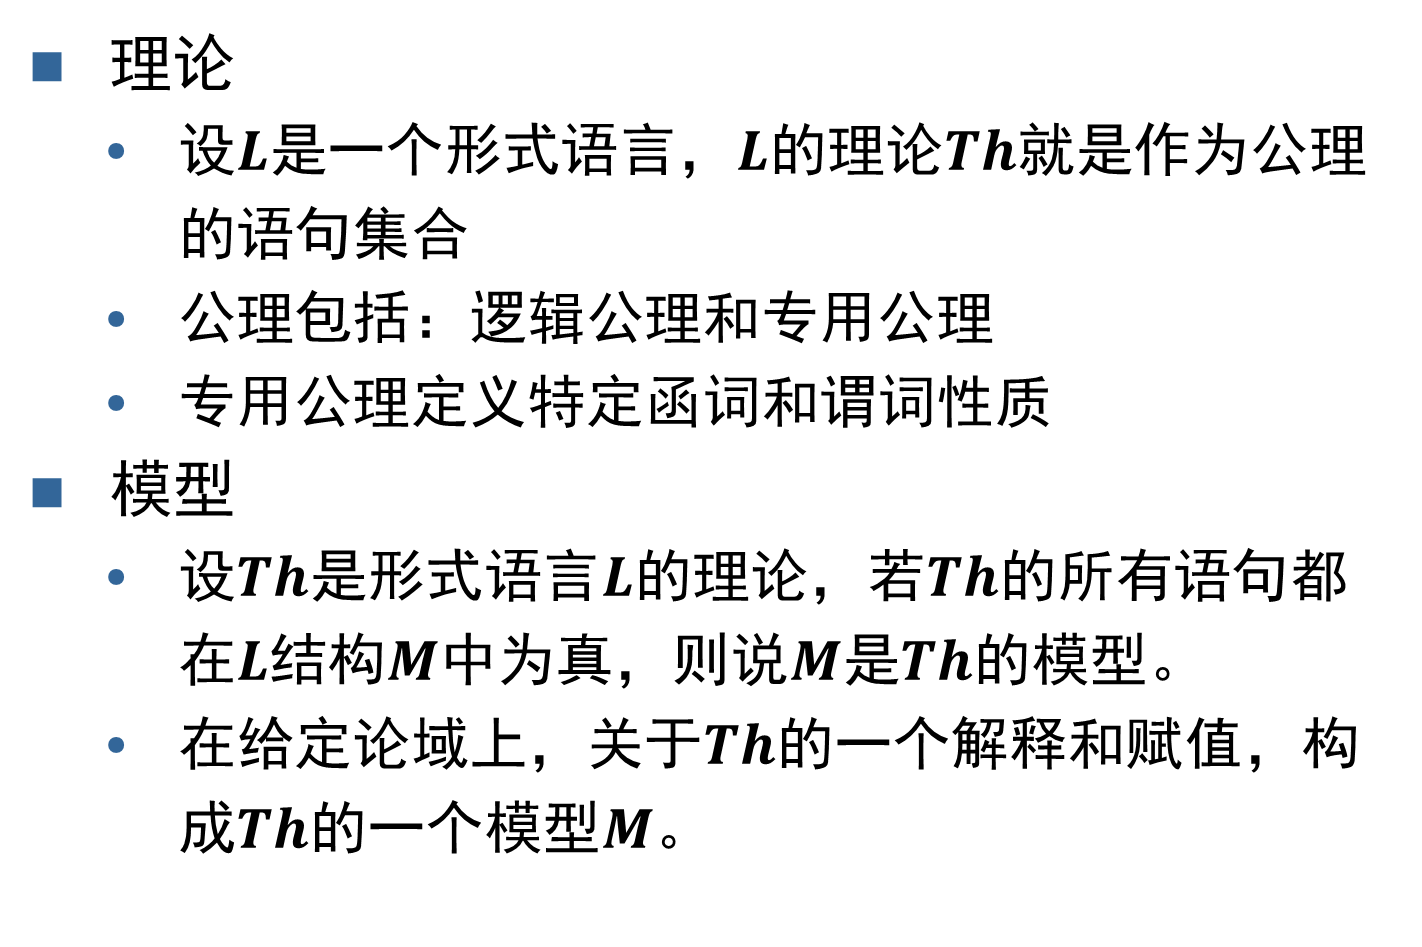 ■ 理论
• 设L是一个形式语言，L的理论Th就是作为公理
的语句集合
• 公理包括：逻辑公理和专用公理
• 专用公理定义特定函词和谓词性质
■ 模型
• 设Th是形式语言L的理论，若Th的所有语句都
在L结构M中为真，则说M是Th的模型。
• 在给定论域上，关于Th的一个解释和赋值，构
成Th的一个模型M。